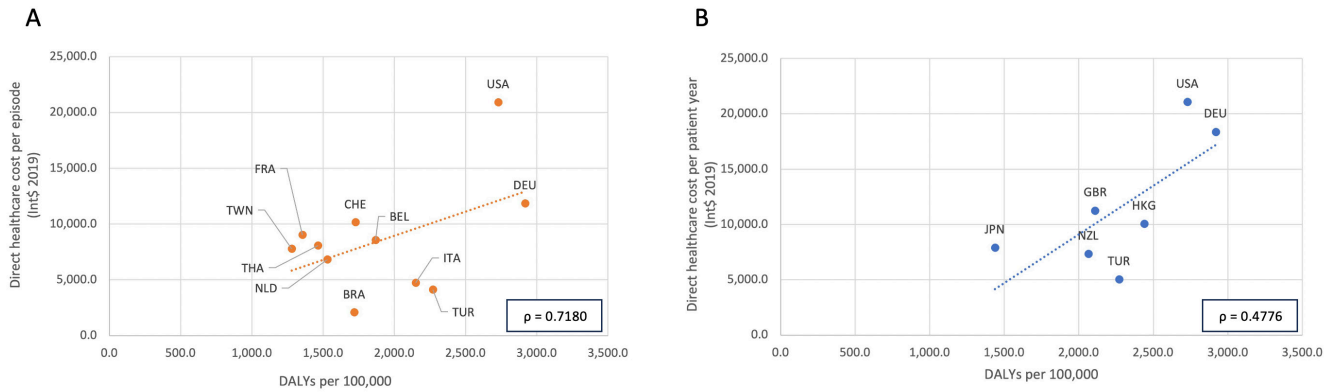 A
Direct healthcare cost per episode
(Int$ 2019)
25,000.0
20,000.0
15,000.0
10,000.0
5,000.0
0.0
USA
FRA
DEU
TWN
CHE
BEL
THA
ITA
NLD
BRA
TUR
ρ = 0.7180
0.0 500.0 1,000.0 1,500.0 2,000.0 2,500.0 3,000.0 3,500.0
DALYs per 100,000
B
Direct healthcare cost per patient year
(Int$ 2019)
25,000.0
20,000.0
15,000.0
10,000.0
5,000.0
0.0
USA
DEU
GBR
HKG
JPN
NZL
TUR
ρ = 0.4776
0.0 500.0 1,000.0 1,500.0 2,000.0 2,500.0 3,000.0 3,500.0
DALYs per 100,000